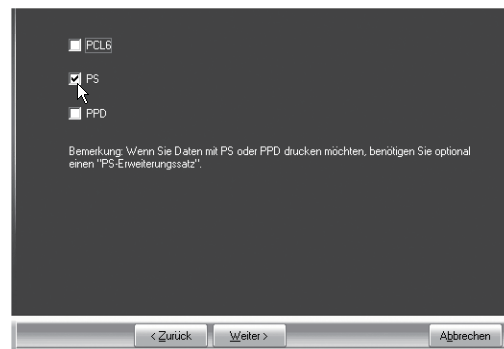 PCL6
PS
PPD
Bemerkung: Wenn Sie Daten mit PS oder PPD drucken möchten, benötigen Sie optional
einen "PS-Erweiterungssatz".
< Zurück Weiter > Abbrechen